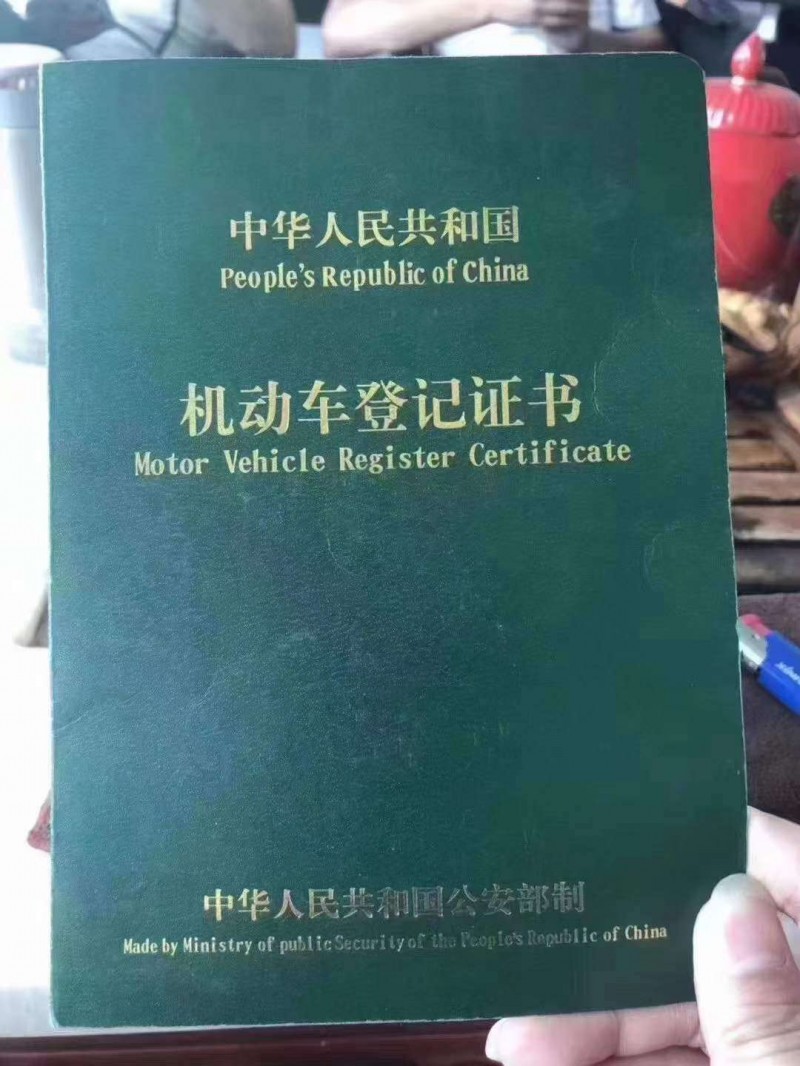 中华人民共和国
People's Republic of China
机动车登记证书
Motor Vehicle Register Certificate
中华人民共和国公安部制
Made by Ministry of public Security of the People's Republic of China